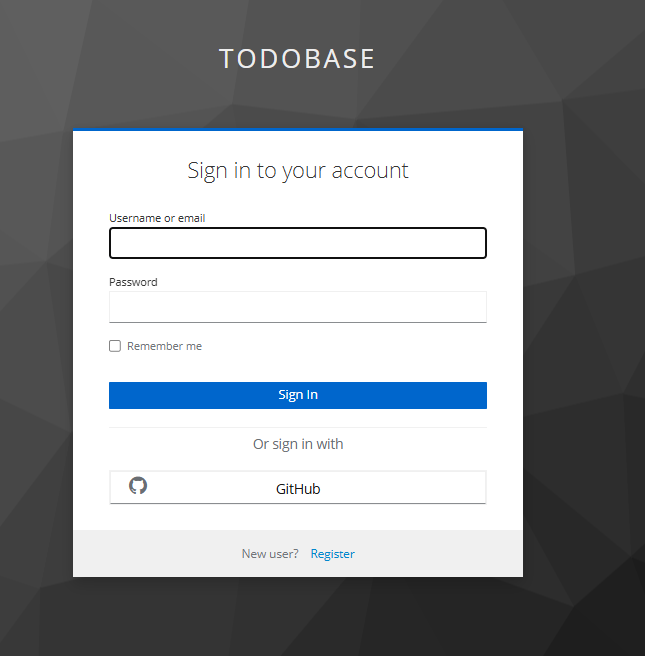 TODOBASE
Sign in to your account
Username or email
Password
Remember me
Sign In
Or sign in with
GitHub
New user? Register